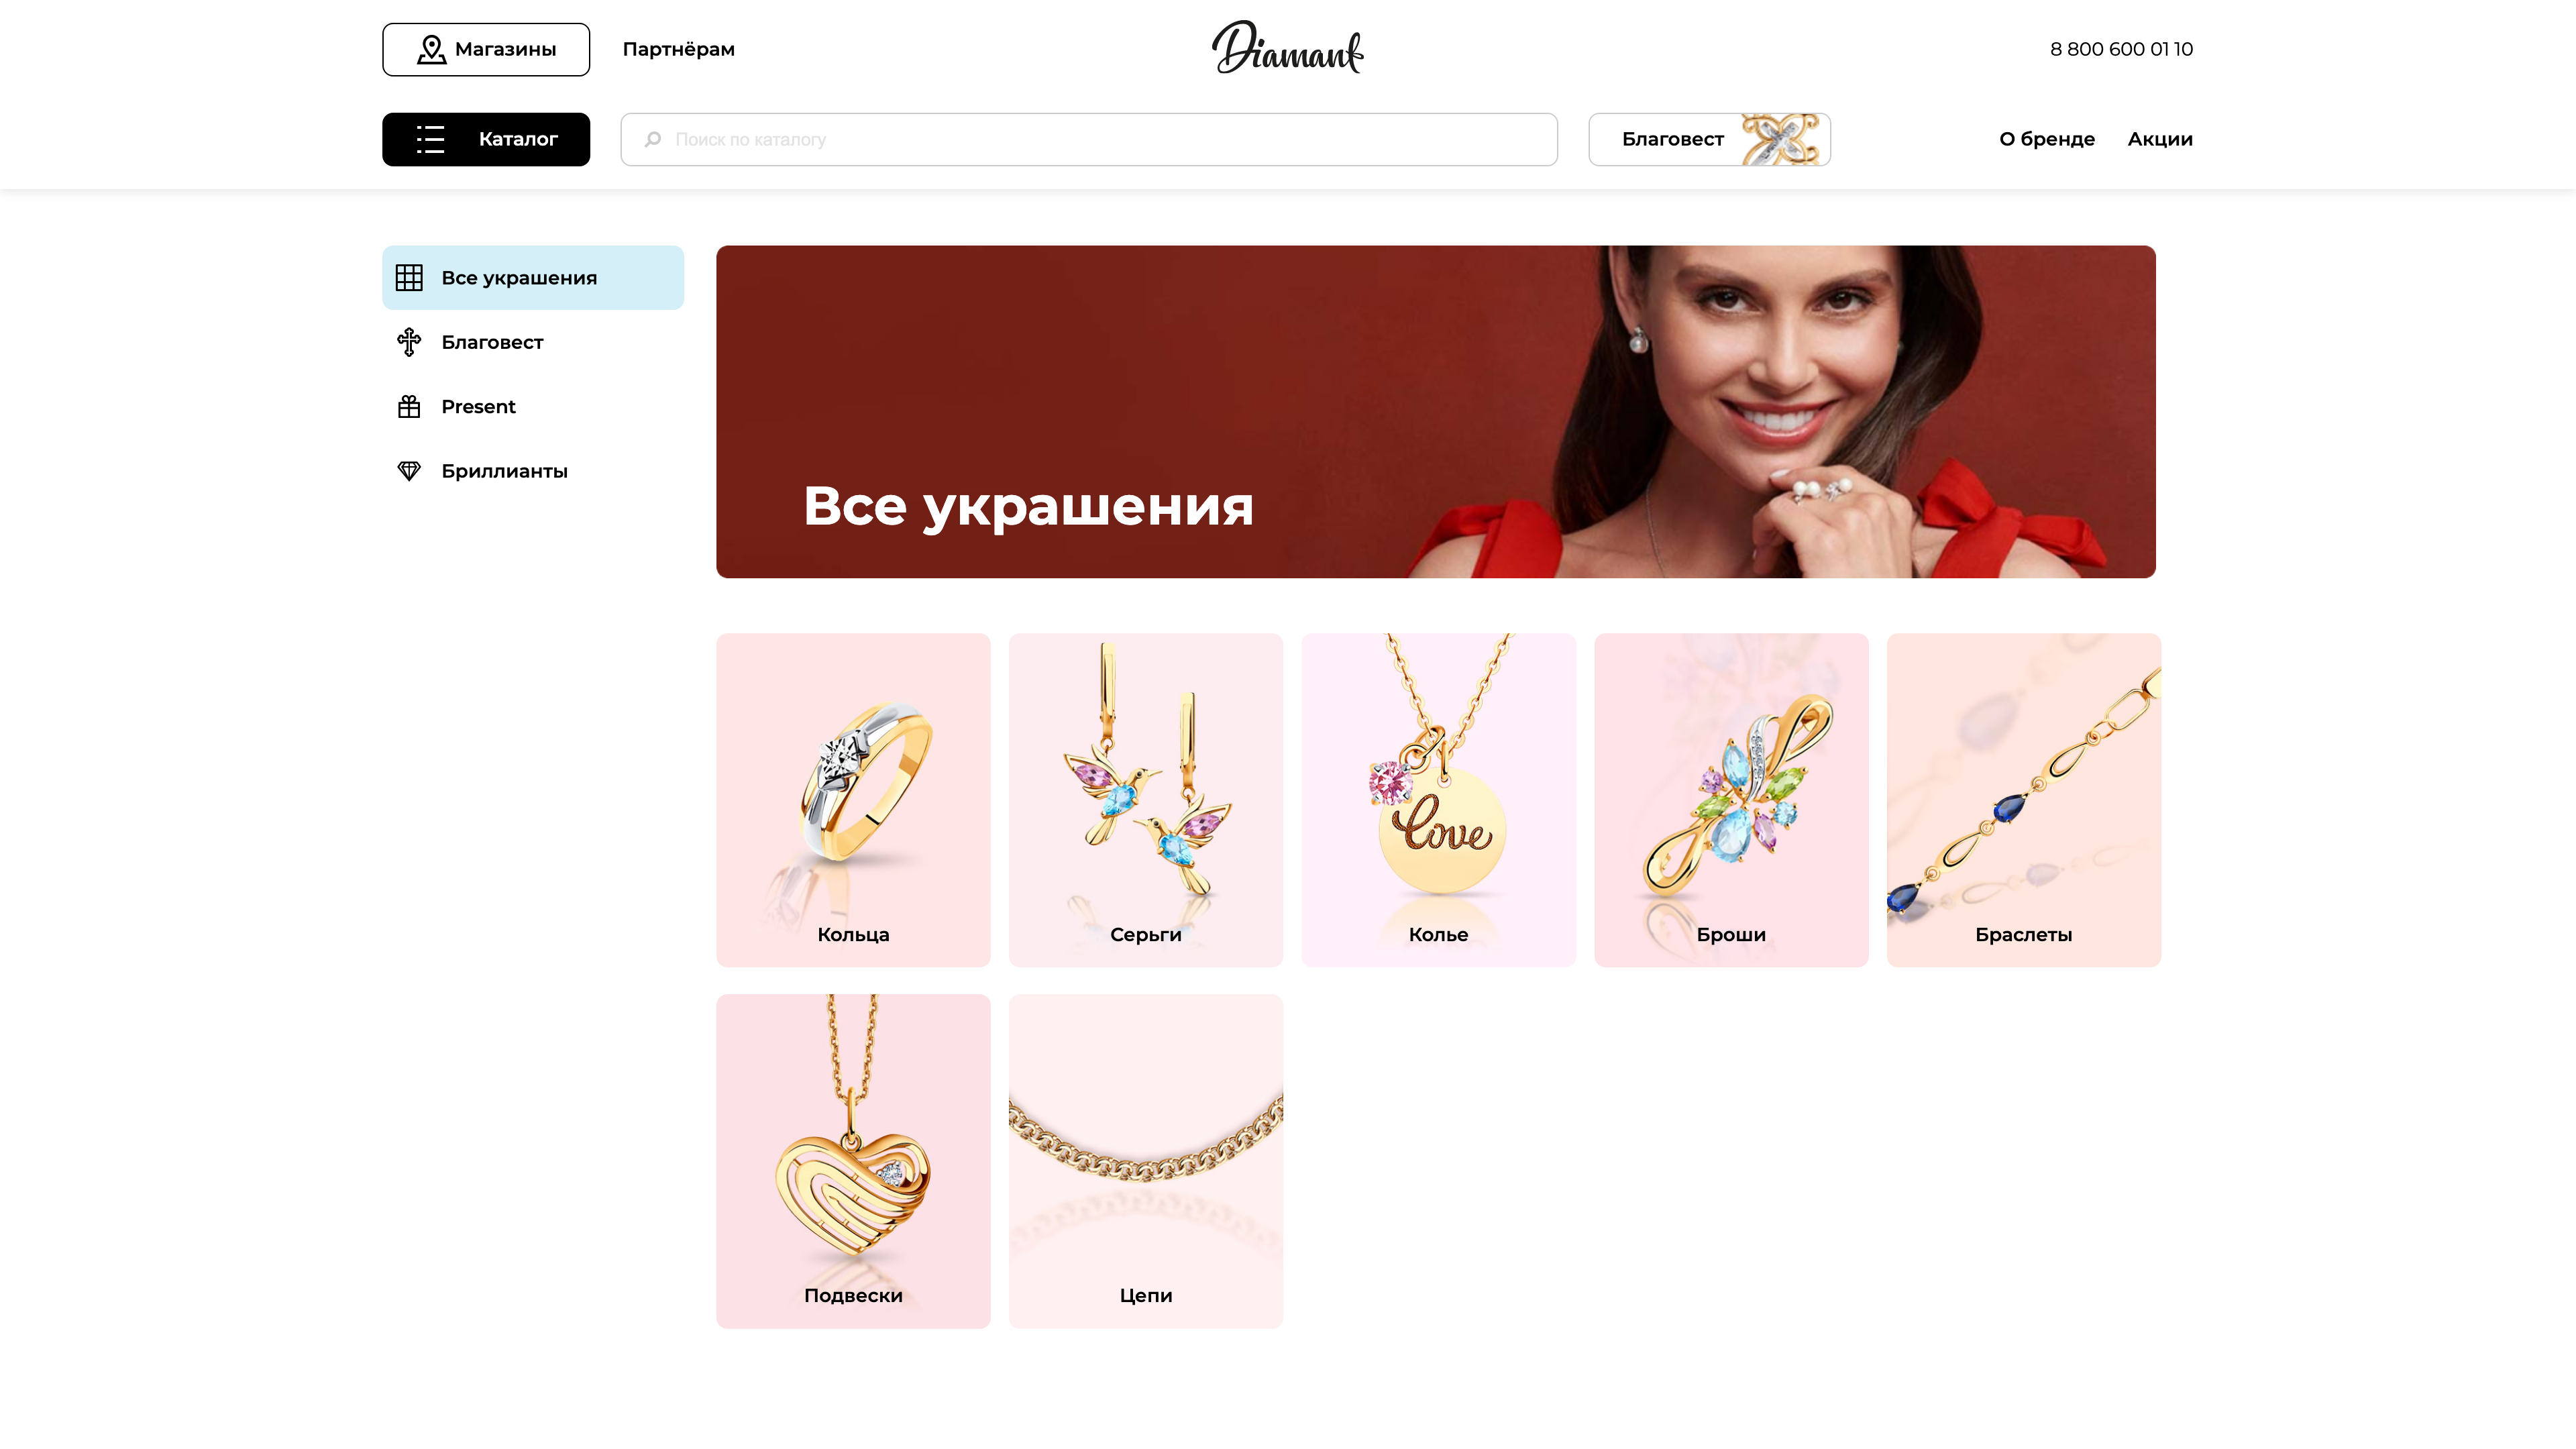 Магазины
Партнёрам
Diamant
8 800 600 01 10
Каталог
Поиск по каталогу
Благовест
О бренде
Акции
Все украшения
Благовест
Present
Бриллианты
Все украшения
love
Кольца
Серьги
Колье
Броши
Браслеты
Подвески
Цепи